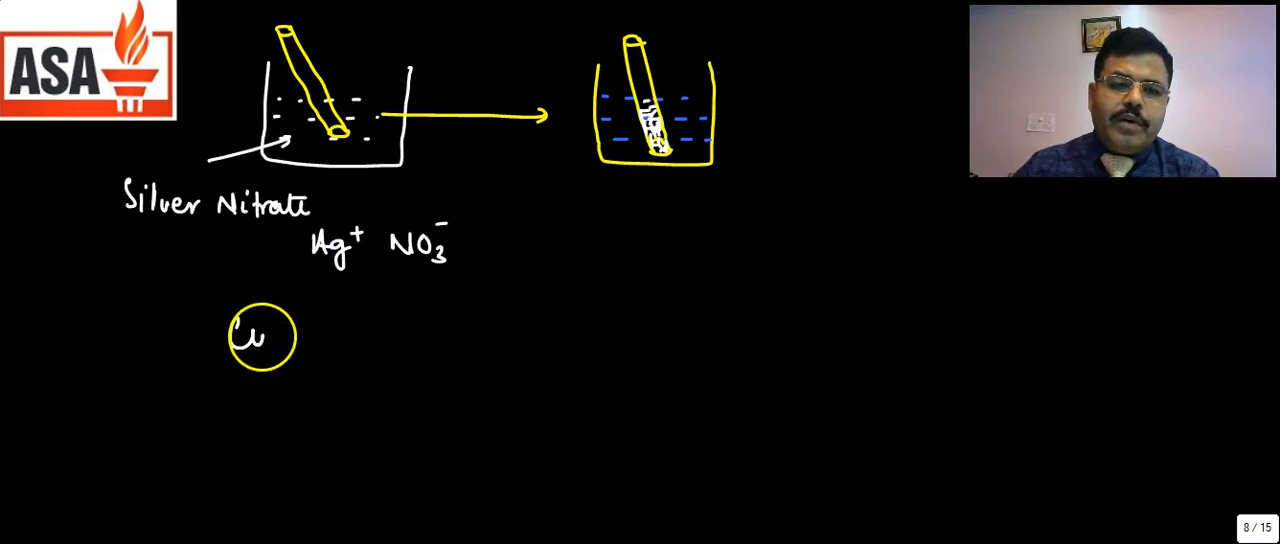 ASA
Silver Nitrate
Ag⁺ NO₃⁻
Cu
8 / 15